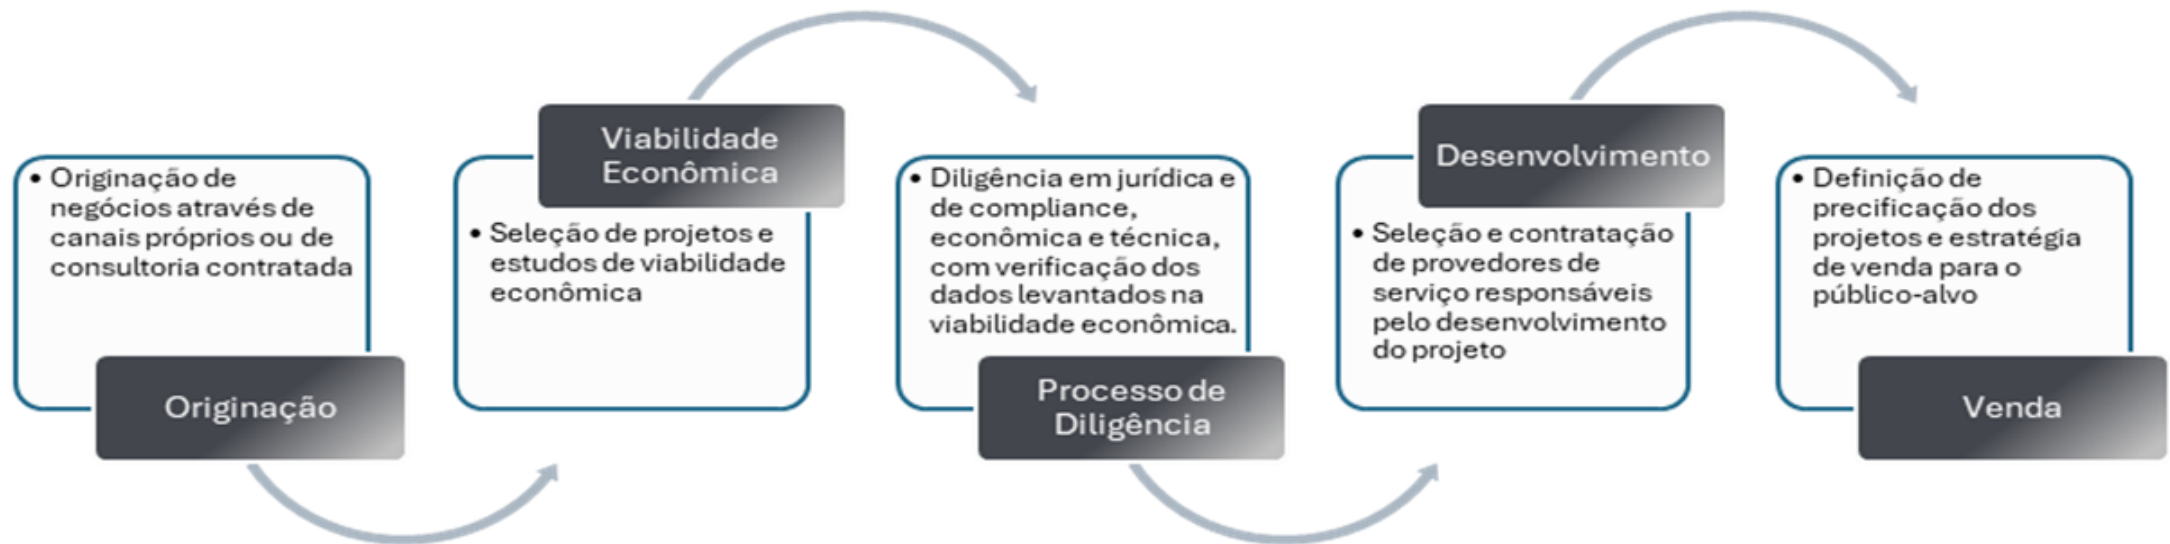 • Originação de
negócios através de
canais próprios ou de
consultoria contratada
Originação
Viabilidade
Econômica
• Seleção de projetos e
estudos de viabilidade
econômica
• Diligência em jurídica e
de compliance,
econômica e técnica,
com verificação dos
dados levantados na
viabilidade econômica.
Processo de
Diligência
Desenvolvimento
• Seleção e contratação
de provedores de
serviço responsáveis
pelo desenvolvimento
do projeto
• Definição de
precificação dos
projetos e estratégia
de venda para o
público-alvo
Venda